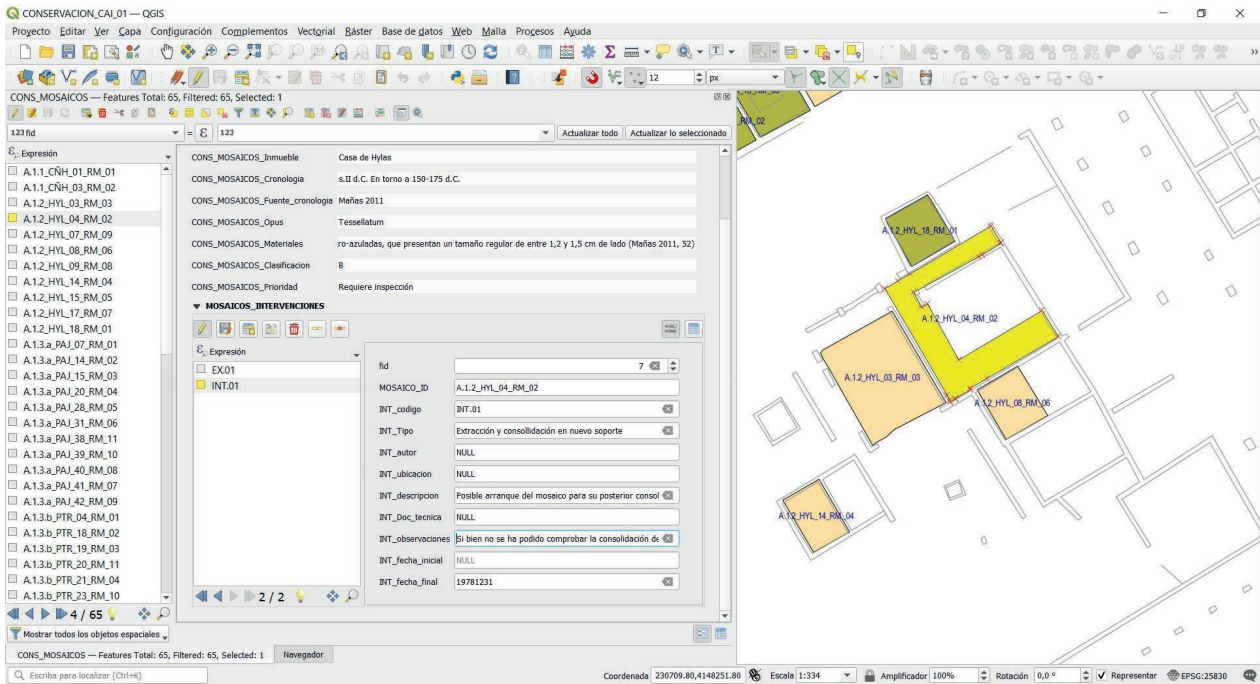 CONSERVACION_CAI_01 — QGIS
Proyecto Editar Ver Capa Configuración Complementos Vectorial Ráster Base de datos Web Malla Procesos Ayuda
12 px
CONS_MOSAICOS — Features Total: 65, Filtered: 65, Selected: 1
123 fid = ε 123 Actualizar todo Actualizar lo seleccionado
Expresión
A.1.1_CÑH_01_RM_01
A.1.1_CÑH_03_RM_02
A.1.2_HYL_03_RM_03
A.1.2_HYL_04_RM_02
A.1.2_HYL_07_RM_09
A.1.2_HYL_08_RM_06
A.1.2_HYL_09_RM_08
A.1.2_HYL_14_RM_04
A.1.2_HYL_15_RM_05
A.1.2_HYL_17_RM_07
A.1.2_HYL_18_RM_01
A.1.3.a_PAJ_07_RM_01
A.1.3.a_PAJ_14_RM_02
A.1.3.a_PAJ_15_RM_03
A.1.3.a_PAJ_20_RM_04
A.1.3.a_PAJ_28_RM_05
A.1.3.a_PAJ_31_RM_06
A.1.3.a_PAJ_38_RM_11
A.1.3.a_PAJ_39_RM_10
A.1.3.a_PAJ_40_RM_08
A.1.3.a_PAJ_41_RM_07
A.1.3.a_PAJ_42_RM_09
A.1.3.b_PTR_04_RM_01
A.1.3.b_PTR_18_RM_02
A.1.3.b_PTR_19_RM_03
A.1.3.b_PTR_20_RM_11
A.1.3.b_PTR_21_RM_04
A.1.3.b_PTR_23_RM_10
4 / 65
Mostrar todos los objetos espaciales
CONS_MOSAICOS_Inmueble Casa de Hylas
CONS_MOSAICOS_Cronologia s.II d.C. En torno a 150-175 d.C.
CONS_MOSAICOS_Fuente_cronologia Mañas 2011
CONS_MOSAICOS_Opus Tessellatum
CONS_MOSAICOS_Materiales ro-azuladas, que presentan un tamaño regular de entre 1,2 y 1,5 cm de lado (Mañas 2011, 52)
CONS_MOSAICOS_Clasificacion B
CONS_MOSAICOS_Prioridad Requiere inspección
MOSAICOS_INTERVENCIONES
Expresión
EX.01
INT.01
2 / 2
fid 7
MOSAICO_ID A.1.2_HYL_04_RM_02
INT_codigo INT.01
INT_Tipo Extracción y consollidación en nuevo soporte
INT_autor NULL
INT_ubicacion NULL
INT_descripcion Posible arranque del mosaico para su posterior consol
INT_Doc_tecnica NULL
INT_observaciones Si bien no se ha podido comprobar la consolidación de
INT_fecha_inicial NULL
INT_fecha_final 19781231
RM_02
A.1.2_HYL_18_RM_01
A.1.2_HYL_04_RM_02
A.1.2_HYL_03_RM_03
A.1.2_HYL_08_RM_06
A.1.2_HYL_14_RM_04
CONS_MOSAICOS — Features Total: 65, Filtered: 65, Selected: 1 Navegador
Escriba para localizar (Ctrl+K) Coordenada 230709.80,4148251.80 Escala 1:334 Amplificador 100% Rotación 0,0 ° Representar EPSG:25830